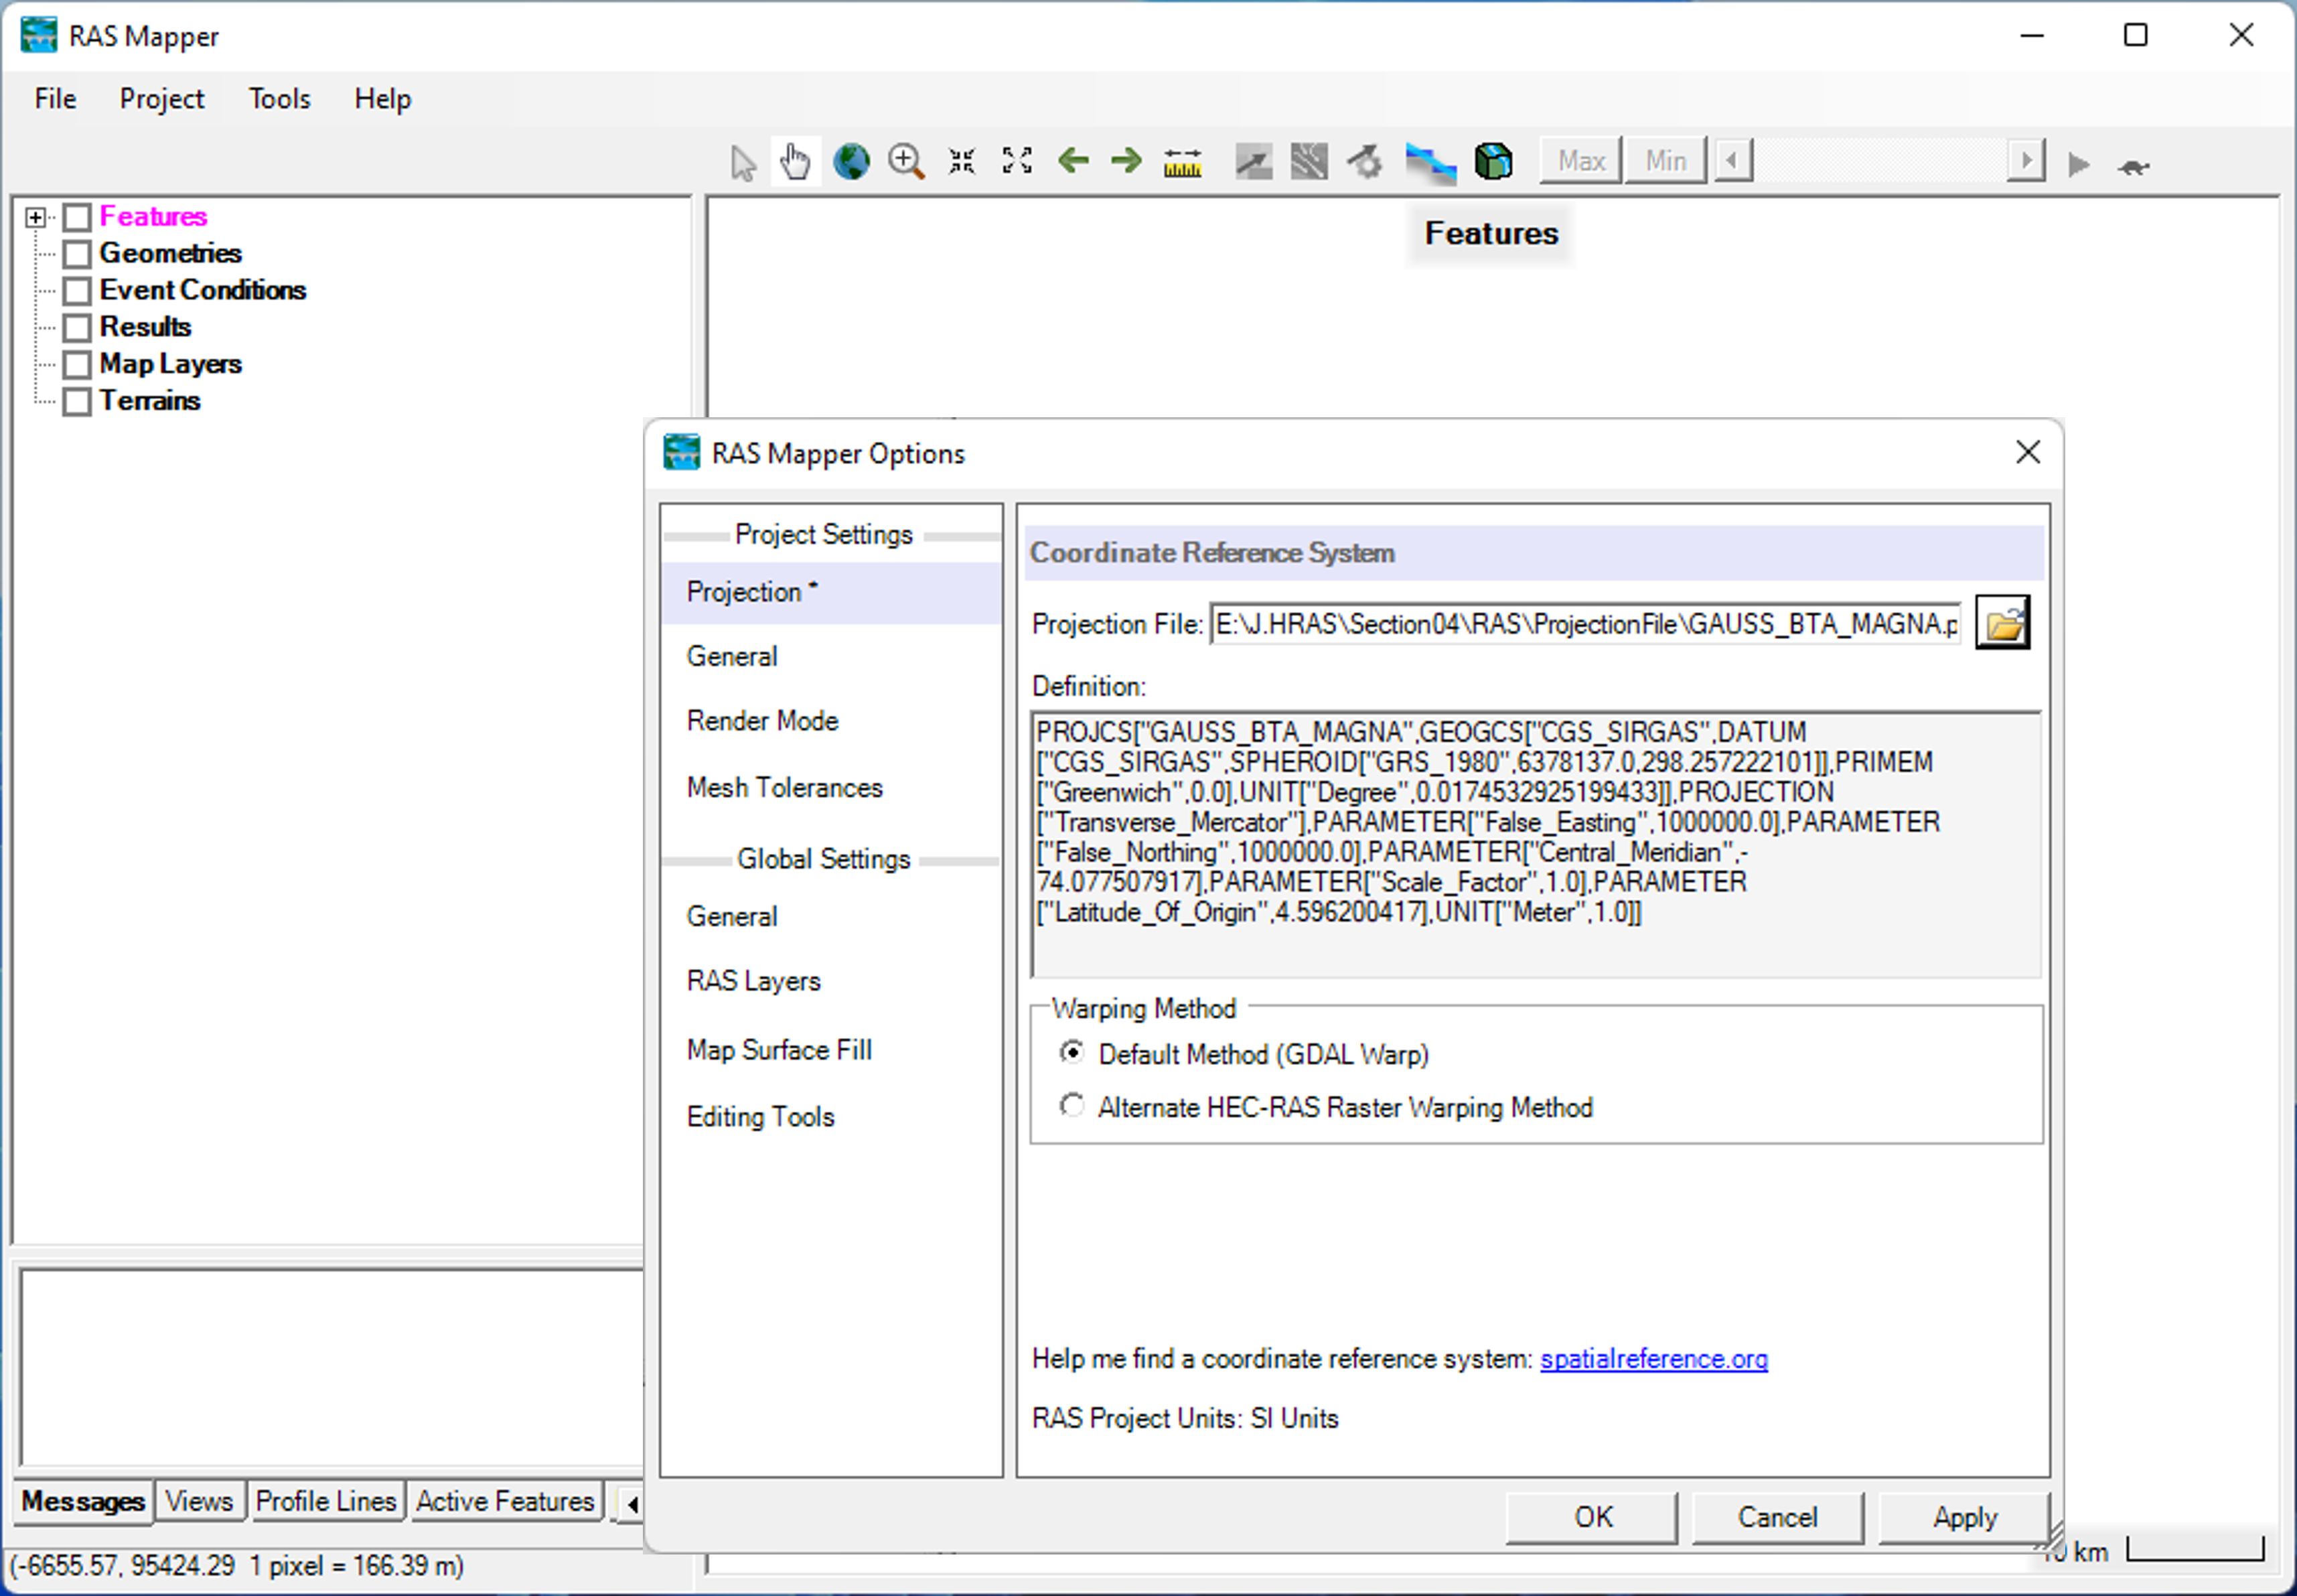 RAS Mapper
File Project Tools Help
Max Min
Features
Geometries
Event Conditions
Results
Map Layers
Terrains
Features
RAS Mapper Options
Project Settings
Projection *
General
Render Mode
Mesh Tolerances
Global Settings
General
RAS Layers
Map Surface Fill
Editing Tools
Coordinate Reference System
Projection File: E:\J.HRAS\Section04\RAS\ProjectionFile\GAUSS_BTA_MAGNA.p
Definition:
PROJCS["GAUSS_BTA_MAGNA",GEOGCS["CGS_SIRGAS",DATUM
["CGS_SIRGAS",SPHEROID["GRS_1980",6378137.0,298.257222101]],PRIMEM
["Greenwich",0.0],UNIT["Degree",0.0174532925199433]],PROJECTION
["Transverse_Mercator"],PARAMETER["False_Easting",1000000.0],PARAMETER
["False_Northing",1000000.0],PARAMETER["Central_Meridian",-
74.077507917],PARAMETER["Scale_Factor",1.0],PARAMETER
["Latitude_Of_Origin",4.596200417],UNIT["Meter",1.0]]
Warping Method
Default Method (GDAL Warp)
Alternate HEC-RAS Raster Warping Method
Help me find a coordinate reference system: spatialreference.org
RAS Project Units: SI Units
OK Cancel Apply
Messages Views Profile Lines Active Features
(-6655.57, 95424.29 1 pixel = 166.39 m)
10 km